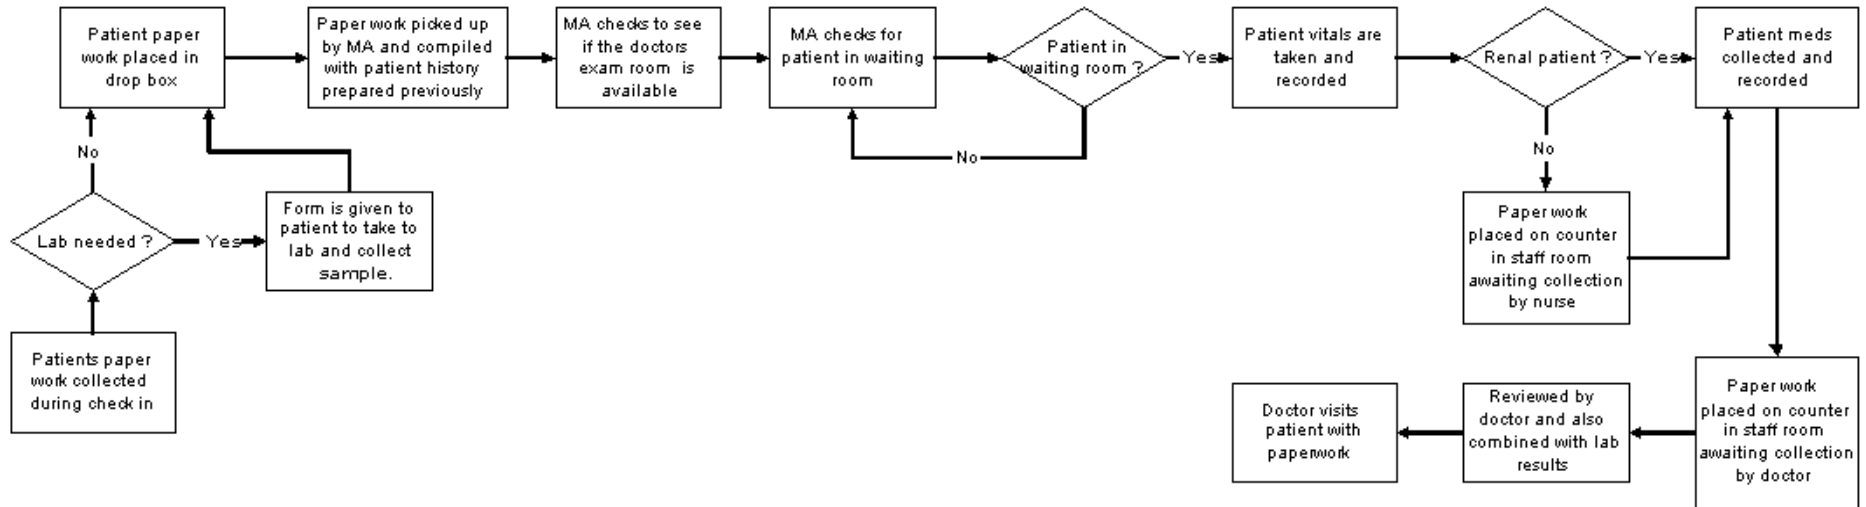 Patient paper
work placed in
drop box
Paper work picked up
by MA and compiled
with patient history
prepared previously
MA checks to see
if the doctors
exam room is
available
MA checks for
patient in waiting
room
Patient in
waiting room ?
Yes
Patient vitals are
taken and
recorded
Renal patient ?
Yes
Patient meds
collected and
recorded
No
No
No
Lab needed ?
Yes
Form is given to
patient to take to
lab and collect
sample.
Paper work
placed on counter
in staff room
awaiting collection
by nurse
Patients paper
work collected
during check in
Doctor visits
patient with
paperwork
Reviewed by
doctor and also
combined with lab
results
Paper work
placed on counter
in staff room
awaiting collection
by doctor